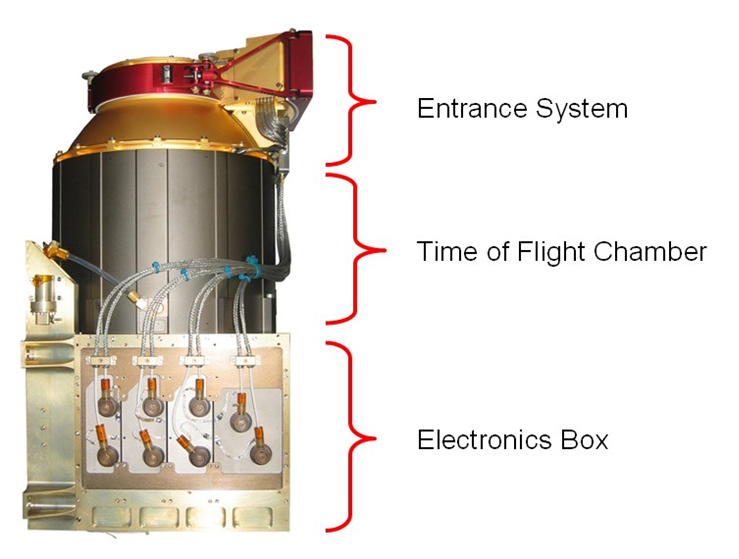 Entrance System
Time of Flight Chamber
Electronics Box